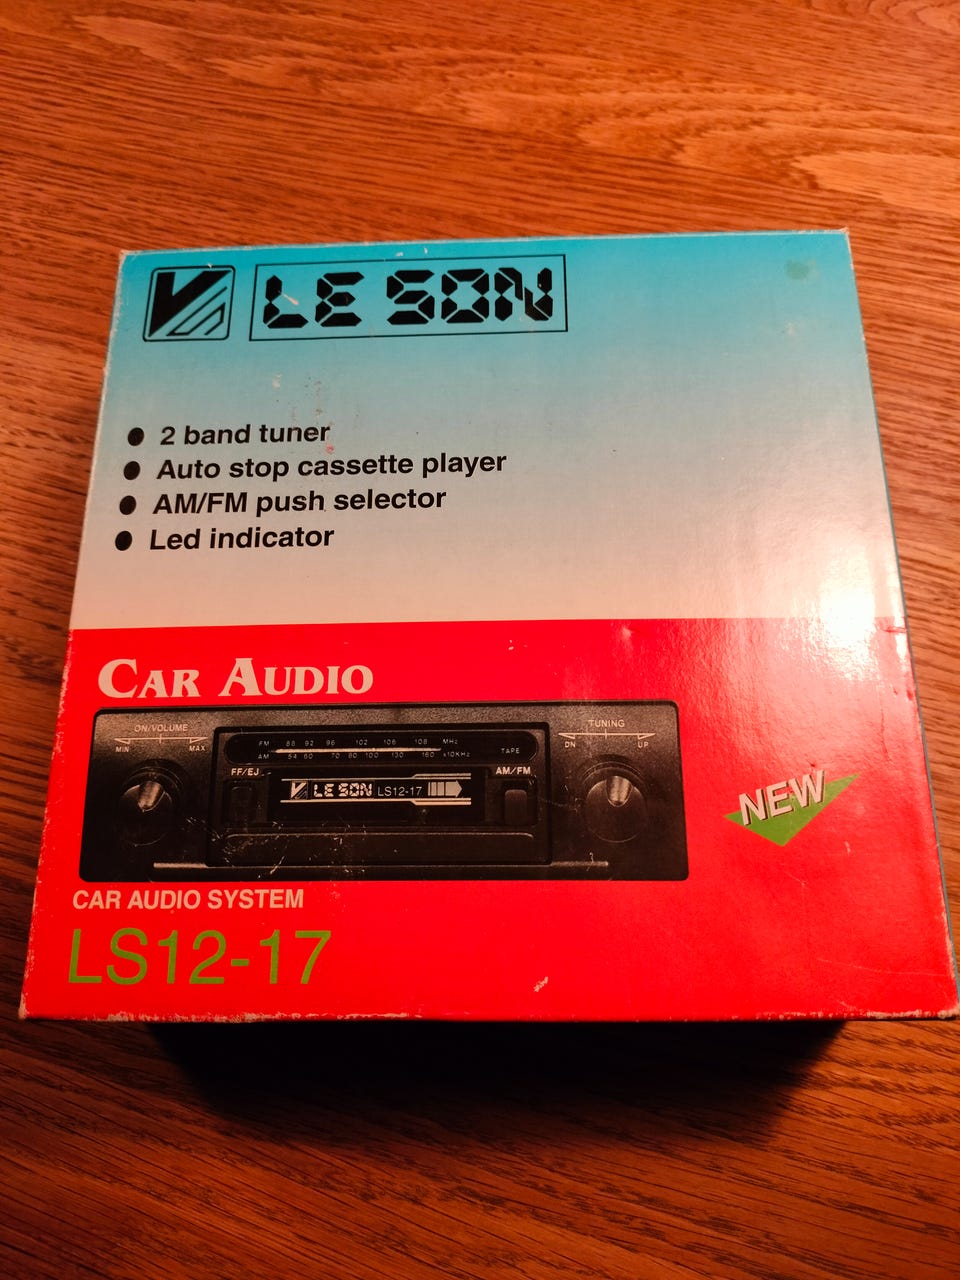 LE SON
● 2 band tuner
● Auto stop cassette player
● AM/FM push selector
● Led indicator
CAR AUDIO
ON/VOLUME
MIN MAX
FM 88 92 96 102 106 108 MHz
AM 54 60 70 80 100 130 160 x10KHz
TAPE
TUNING
DN UP
FF/EJ
AM/FM
LE SON LS12-17
NEW
CAR AUDIO SYSTEM
LS12-17